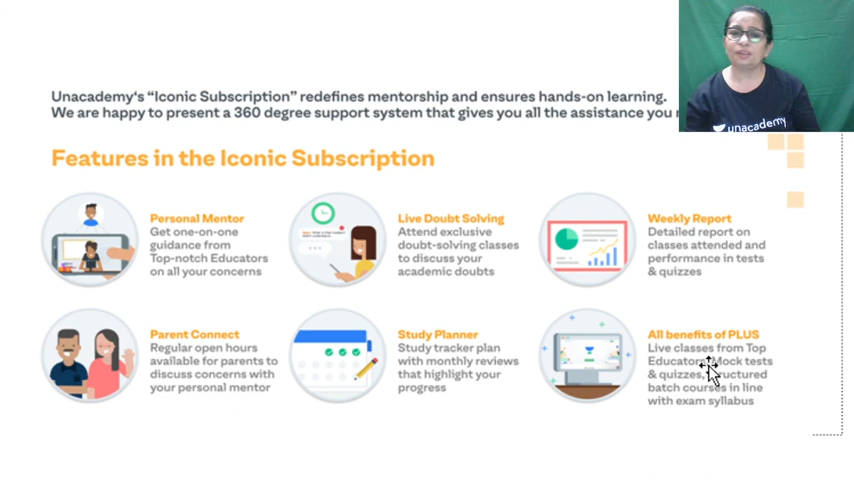 Unacademy's "Iconic Subscription" redefines mentorship and ensures hands-on learning.
We are happy to present a 360 degree support system that gives you all the assistance you
unacademy
Features in the Iconic Subscription
Personal Mentor
Get one-on-one
guidance from
Top-notch Educators
on all your concerns
Live Doubt Solving
Attend exclusive
doubt-solving classes
to discuss your
academic doubts
Weekly Report
Detailed report on
classes attended and
performance in tests
& quizzes
Parent Connect
Regular open hours
available for parents to
discuss concerns with
your personal mentor
Study Planner
Study tracker plan
with monthly reviews
that highlight your
progress
All benefits of PLUS
Live classes from Top
Educators, Mock tests
& quizzes, structured
batch courses in line
with exam syllabus